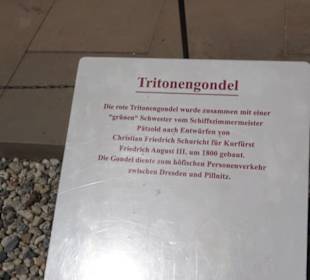 Tritonengondel
Die rote Tritonengondel wurde zusammen mit einer
"grünen" Schwester vom Schiffszimmermeister
Pätzold nach Entwürfen von
Christian Friedrich Schuricht für Kurfürst
Friedrich August III. um 1800 gebaut.
Die Gondel diente zum höfischen Personenverkehr
zwischen Dresden und Pillnitz.